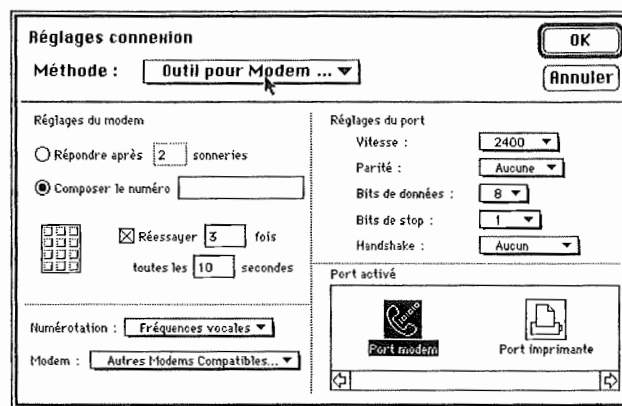 Réglages connexion
OK
Méthode : Outil pour Modem ...
Annuler
Réglages du modem
Répondre après 2 sonneries
Composer le numéro
Réessayer 3 fois
toutes les 10 secondes
Numérotation : Fréquences vocales
Modem : Autres Modems Compatibles...
Réglages du port
Vitesse : 2400
Parité : Aucune
Bits de données : 8
Bits de stop : 1
Handshake : Aucun
Port activé
Port modem
Port imprimante